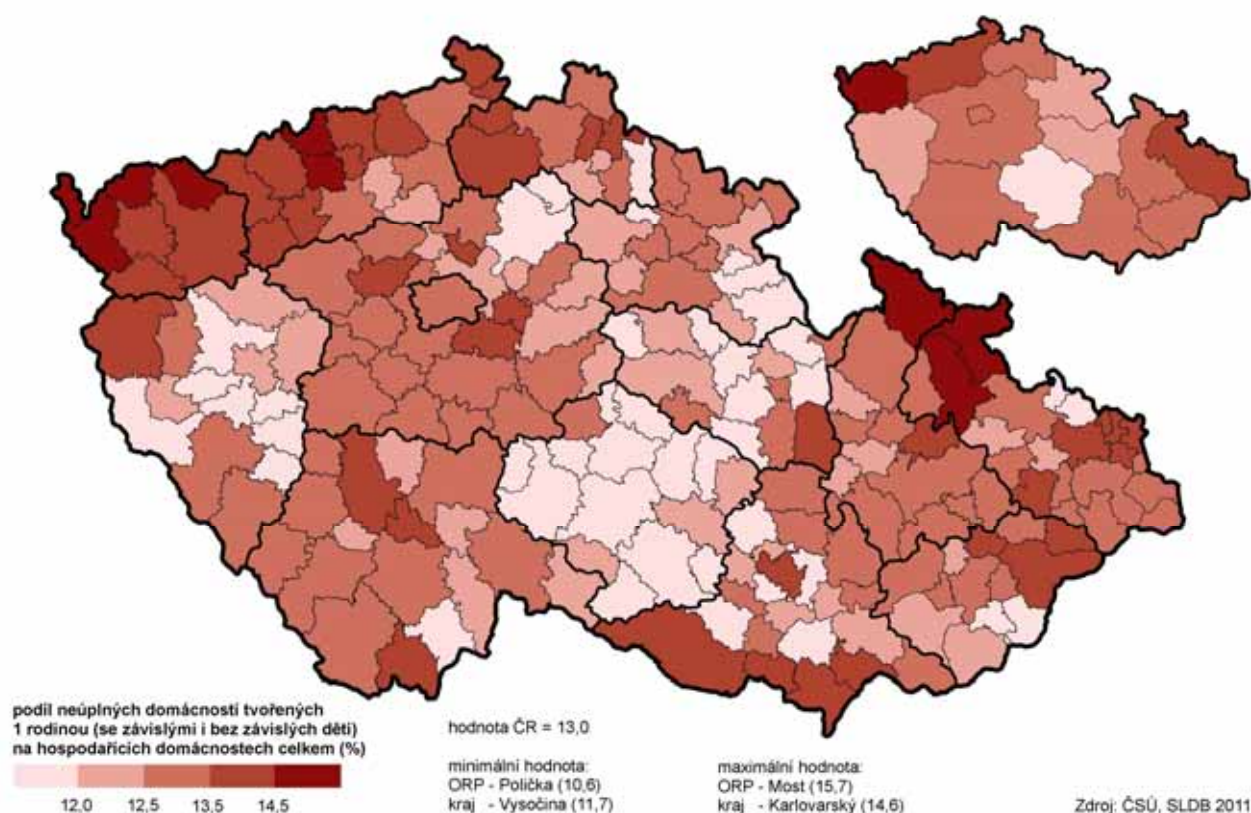 podíl neúplných domácností tvořených
1 rodinou (se závislými i bez závislých dětí)
na hospodařících domácnostech celkem (%)
12,0 12,5 13,5 14,5
hodnota ČR = 13,0
minimální hodnota:
ORP - Polička (10,6)
kraj - Vysočina (11,7)
maximální hodnota:
ORP - Most (15,7)
kraj - Karlovarský (14,6)
Zdroj: ČSÚ, SLDB 2011